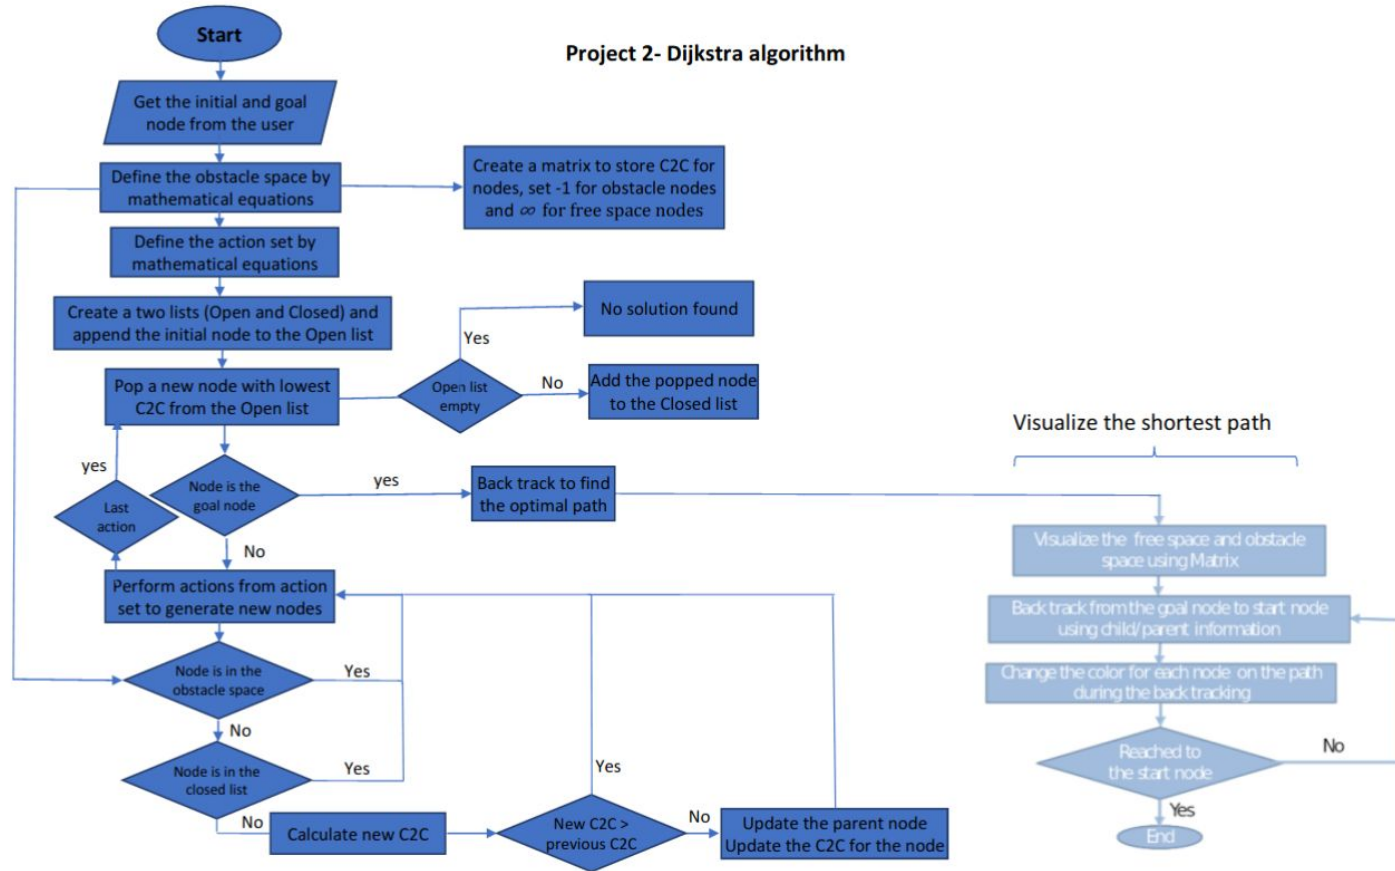 Start
Project 2- Dijkstra algorithm
Get the initial and goal
node from the user
Define the obstacle space by
mathematical equations
Create a matrix to store C2C for
nodes, set -1 for obstacle nodes
and ∞ for free space nodes
Define the action set by
mathematical equations
Create a two lists (Open and Closed) and
append the initial node to the Open list
No solution found
Yes
Pop a new node with lowest
C2C from the Open list
Open list
empty
No
Add the popped node
to the Closed list
Visualize the shortest path
yes
Last
action
Node is the
goal node
yes
Back track to find
the optimal path
No
Visualize the free space and obstacle
space using Matrix
Perform actions from action
set to generate new nodes
Back track from the goal node to start node
using child/parent information
Node is in the
obstacle space
Yes
Change the color for each node on the path
during the back tracking
No
Node is in the
closed list
Yes
Yes
Reached to
the start node
No
No
Calculate new C2C
New C2C >
previous C2C
No
Update the parent node
Update the C2C for the node
Yes
End